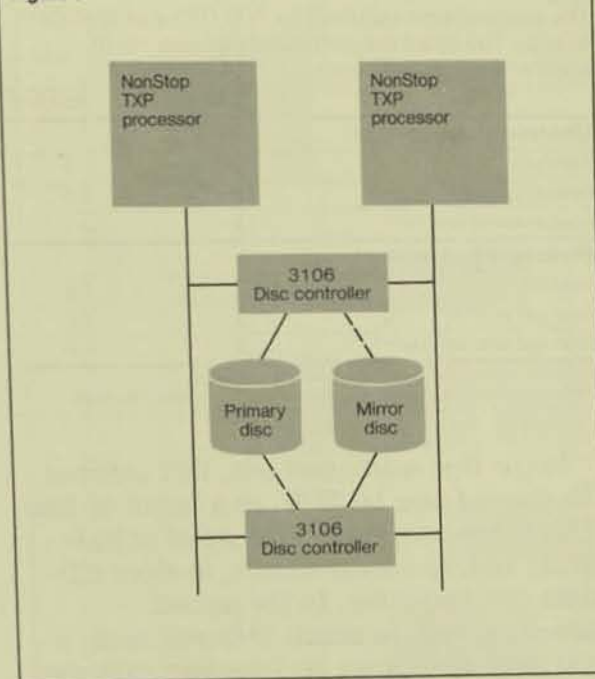 NonStop
TXP
processor
NonStop
TXP
processor
3106
Disc controller
Primary
disc
Mirror
disc
3106
Disc controller